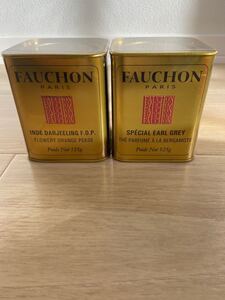 FAUCHON
PARIS
INDE DARJEELING F.O.P.
FLOWERY ORANGE PEKOE
Poids Net 125g
FAUCHON
PARIS
SPÉCIAL EARL GREY
THÉ PARFUMÉ À LA BERGAMOTE
Poids Net 125g